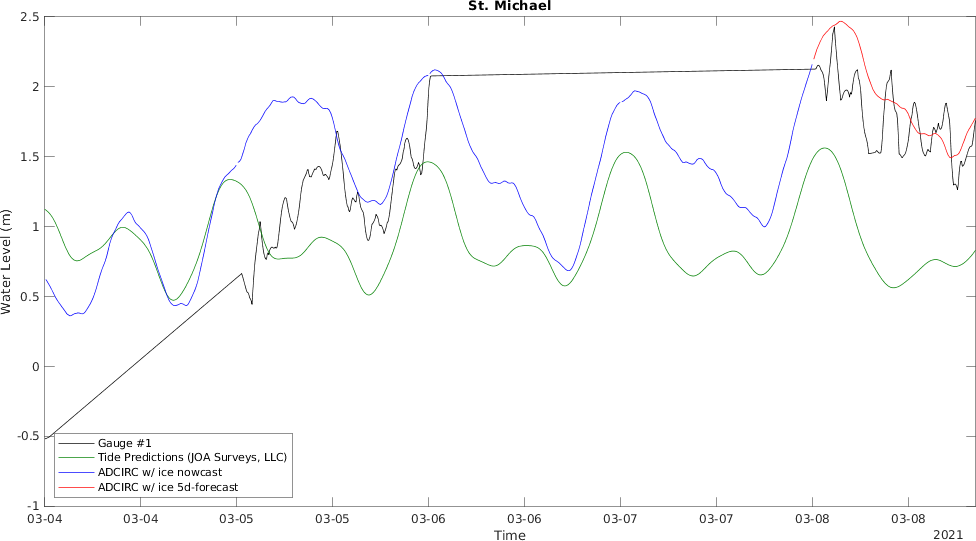 St. Michael
2.5
2
1.5
1
0.5
0
-0.5
-1
Water Level (m)
Gauge #1
Tide Predictions (JOA Surveys, LLC)
ADCIRC w/ ice nowcast
ADCIRC w/ ice 5d-forecast
03-04 03-04 03-05 03-05 03-06 03-06 03-07 03-07 03-08 03-08
Time
2021